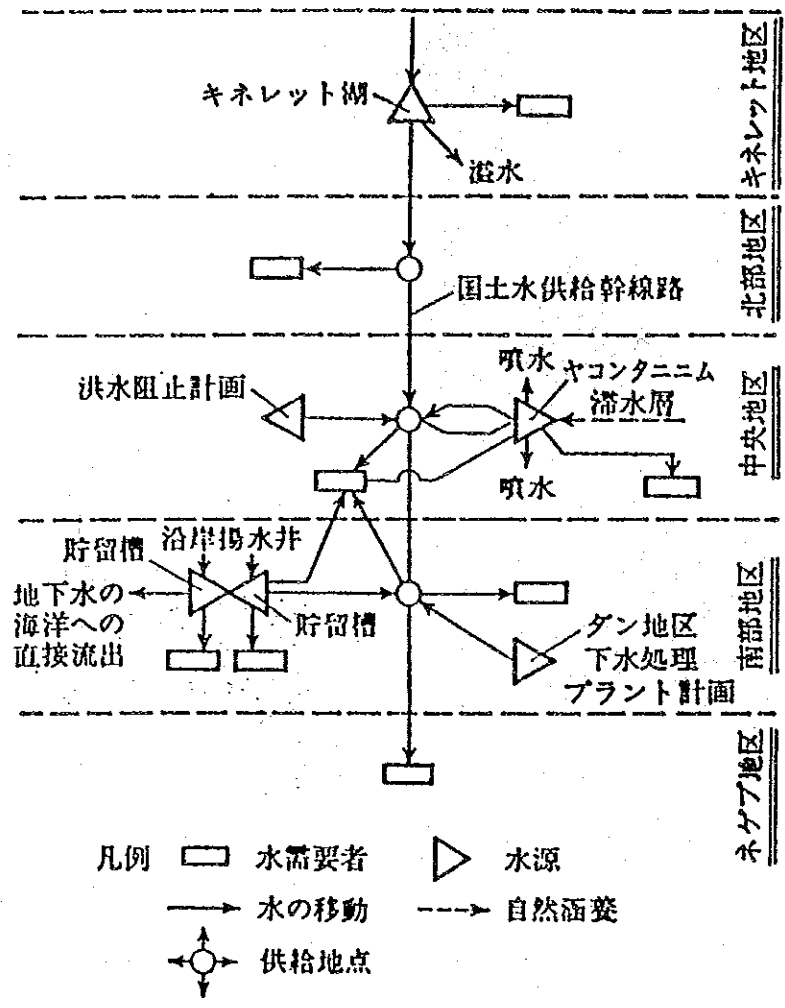 キネレット地区
キネレット湖
溢水
北部地区
国土水供給幹線路
中央地区
洪水阻止計画
噴水
ヤコンタニニム
滞水層
噴水
南部地区
沿岸揚水井
貯留槽
地下水の
海洋への
直接流出
貯留槽
ダン地区
下水処理
プラント計画
ネゲブ地区
凡例
水需要者
水源
水の移動
自然涵養
供給地点